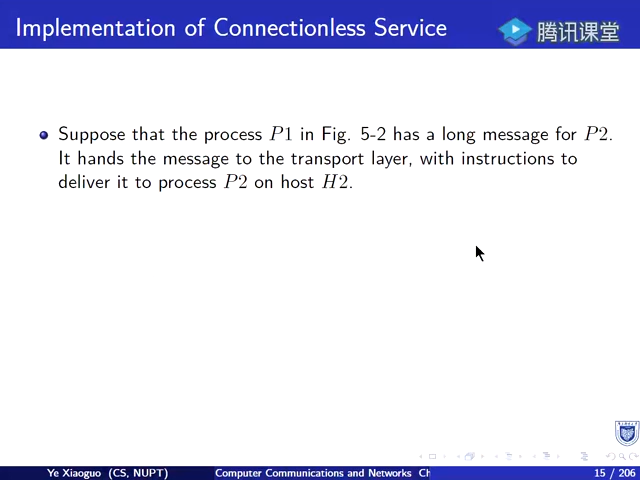 Implementation of Connectionless Service
腾讯课堂
Suppose that the process P1 in Fig. 5-2 has a long message for P2.
It hands the message to the transport layer, with instructions to
deliver it to process P2 on host H2.
Ye Xiaoguo (CS, NUPT)
Computer Communications and Networks Ch
15 / 206